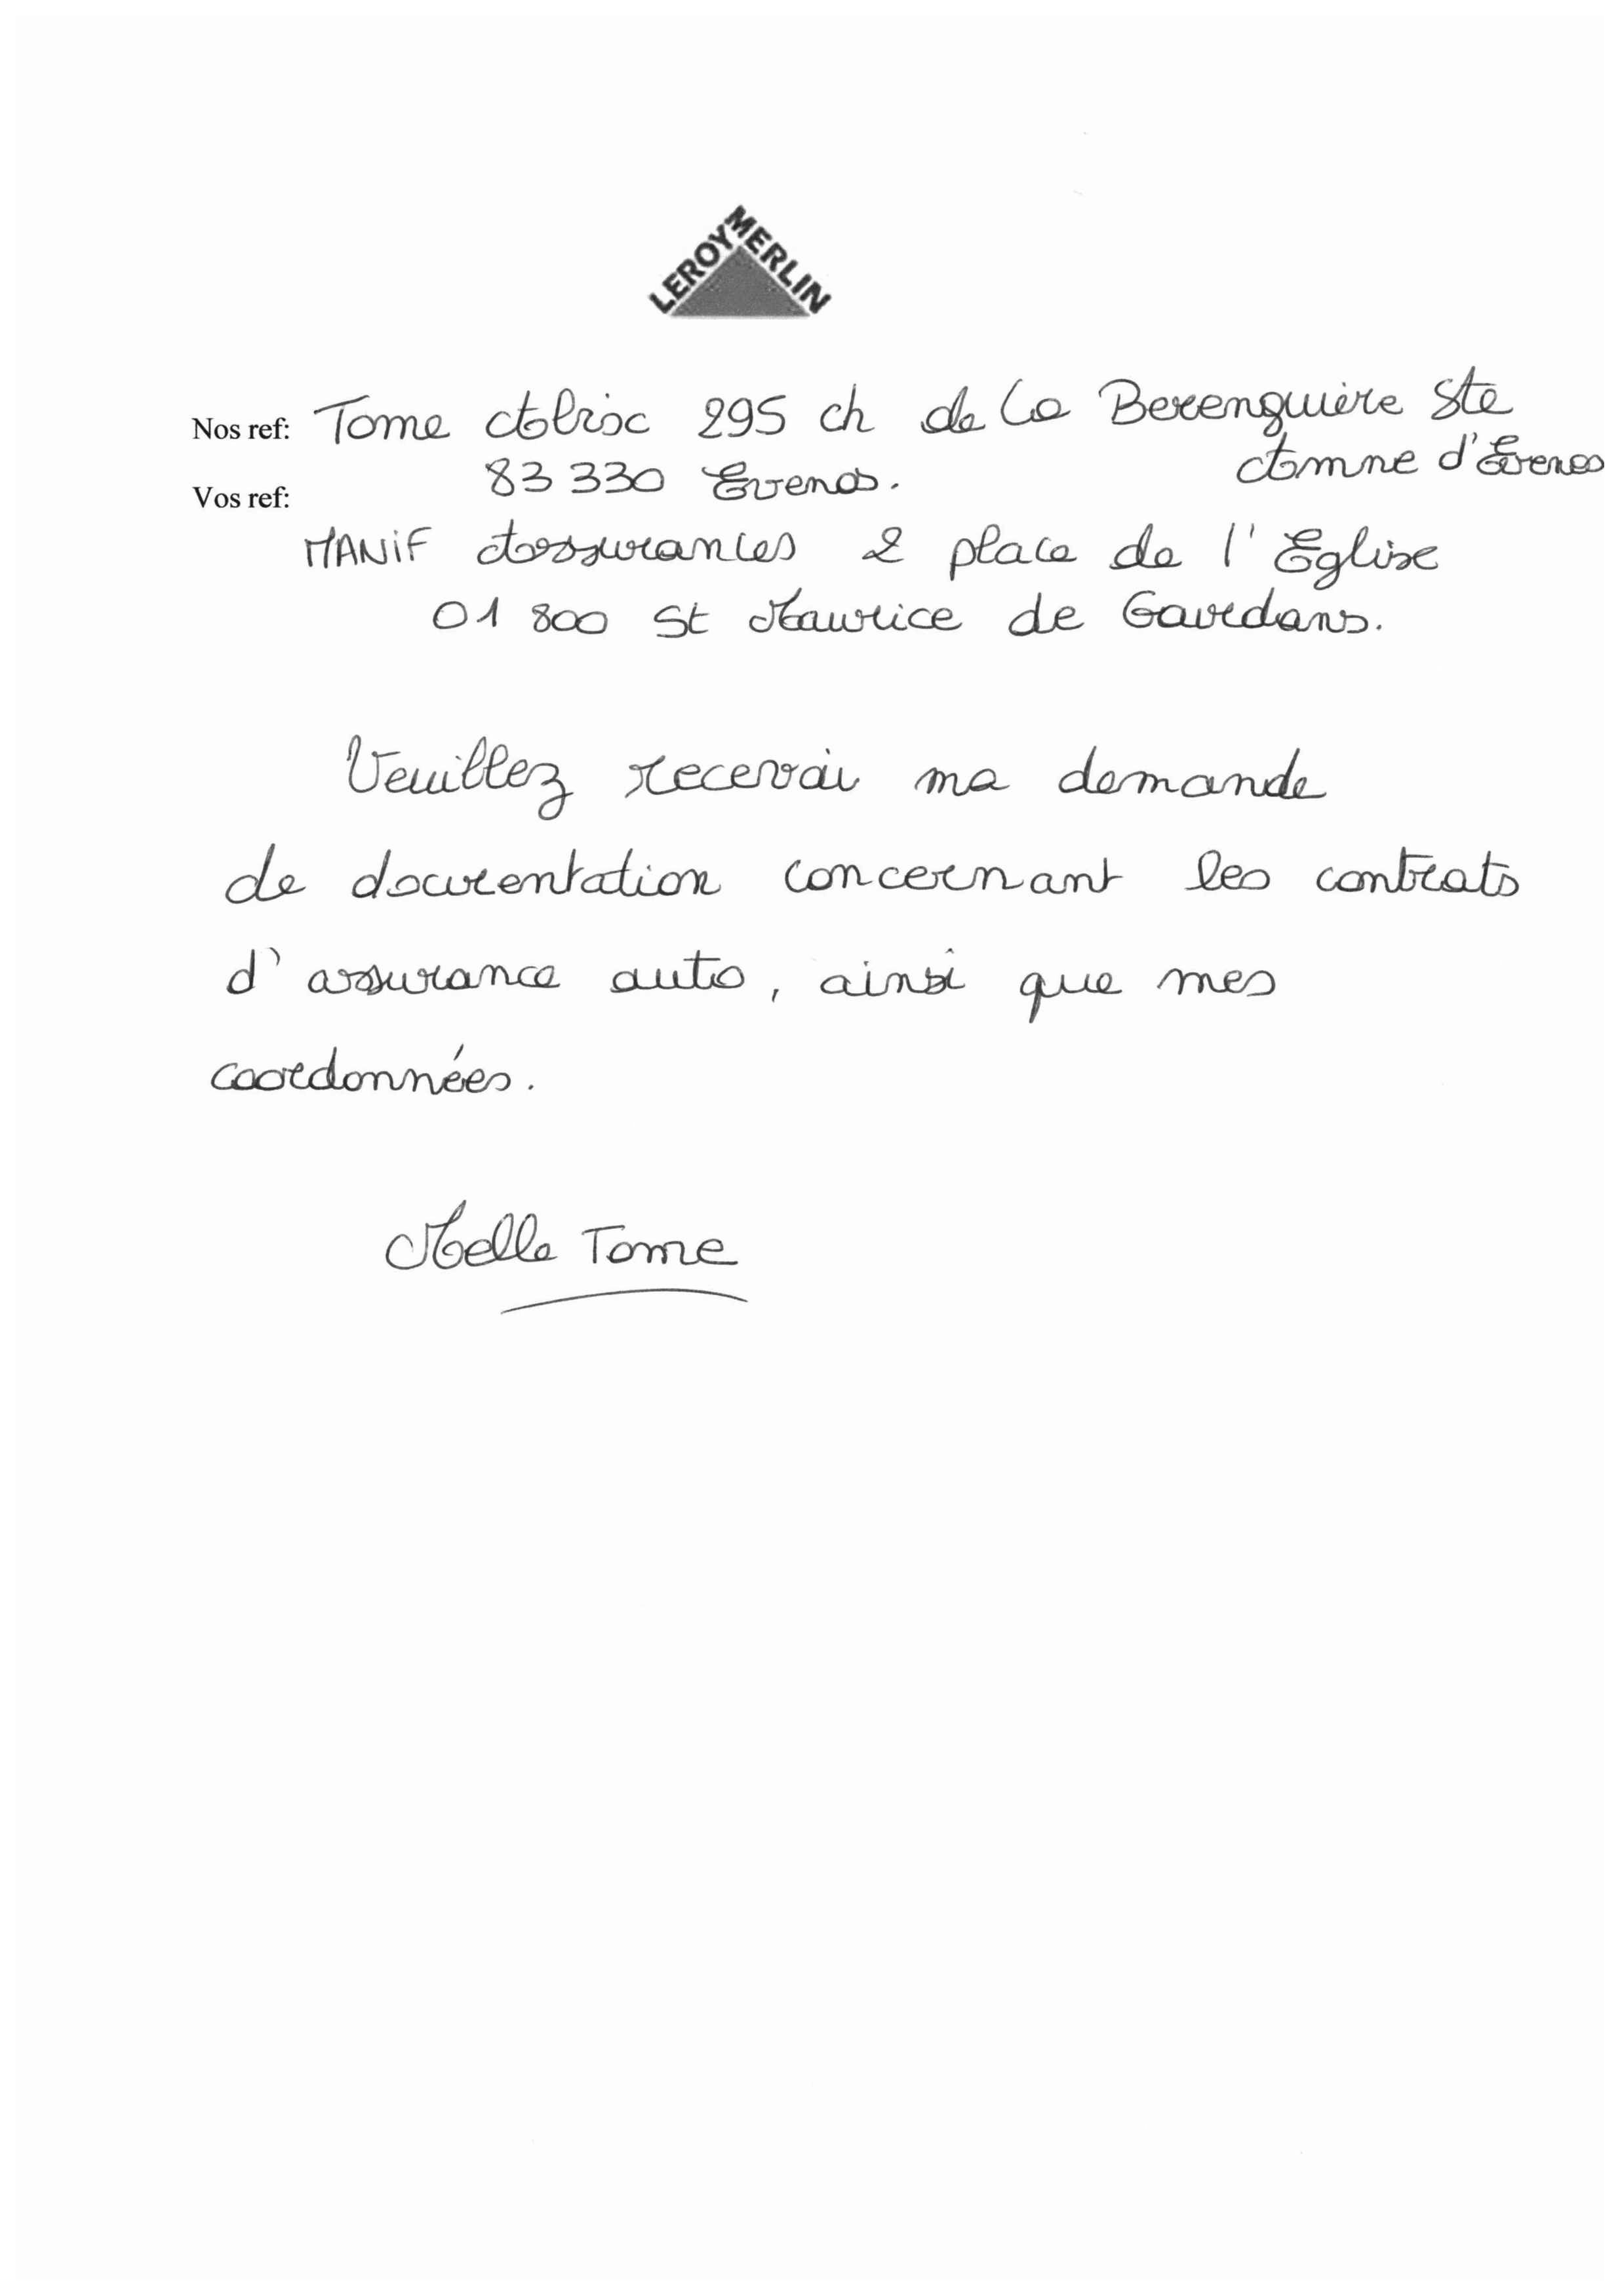 LEROY MERLIN
Nos ref: Tome 295 ch de la Berenguière Ste
Anne d'Evenos
83 330 Evenos.
Vos ref:
MANiF Assurances 2 place de l'Eglise
01 800 St Maurice de Gourdans.
Veuillez recevoir ma demande
de documentation concernant les contrats
d'assurance auto, ainsi que mes
coordonnées.
Melle Tome